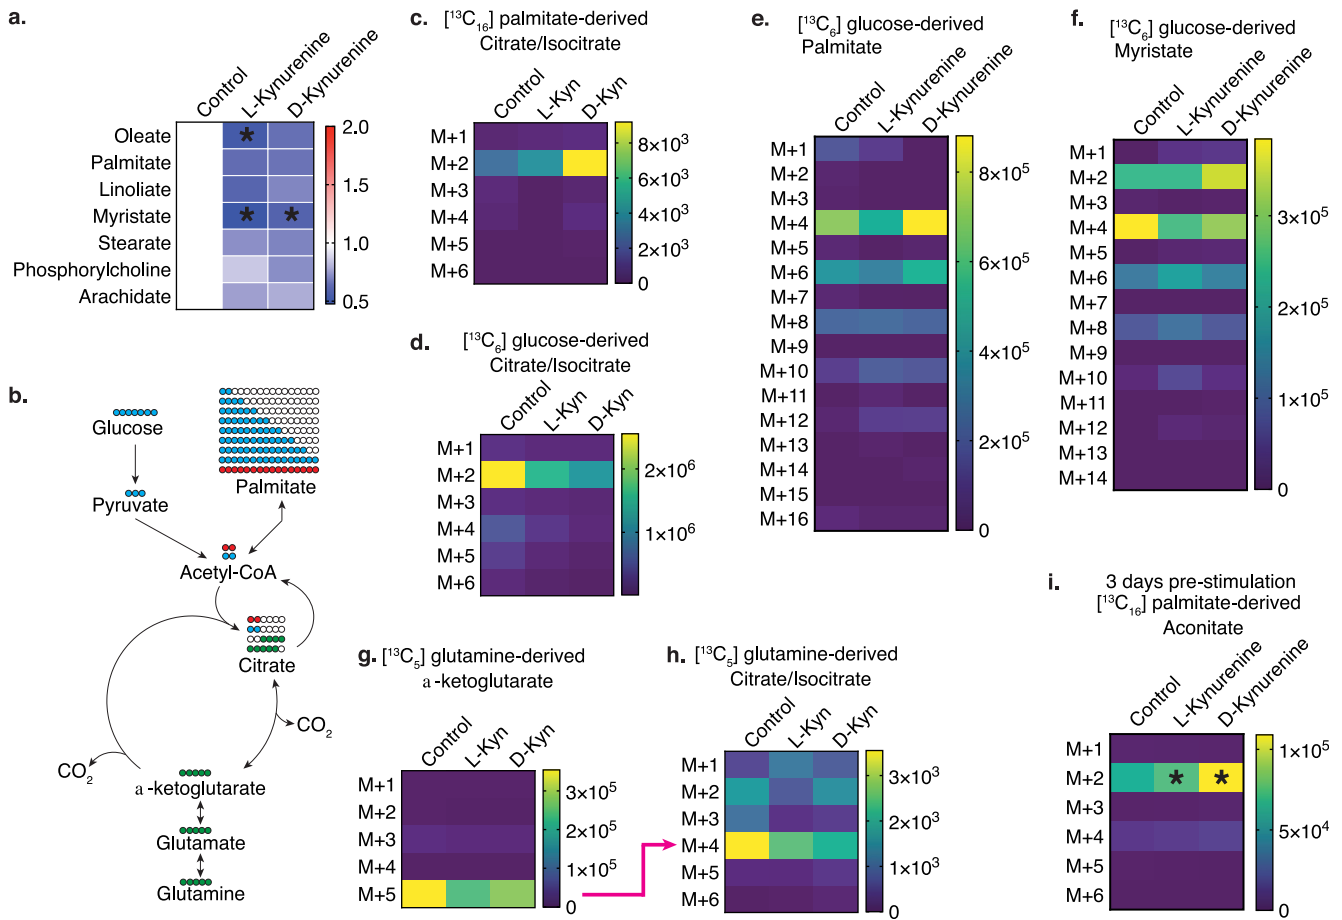 a.
Control
L-Kynurenine
D-Kynurenine
Oleate
Palmitate
Linoliate
Myristate
Stearate
Phosphorylcholine
Arachidate
*
*
*
2.0
1.5
1.0
0.5
b.
Glucose
Pyruvate
Palmitate
Acetyl-CoA
Citrate
CO2
CO2
a-ketoglutarate
Glutamate
Glutamine
c.
[13C16] palmitate-derived
Citrate/Isocitrate
Control
L-Kyn
D-Kyn
M+1
M+2
M+3
M+4
M+5
M+6
8×10³
6×10³
4×10³
2×10³
0
d.
[13C6] glucose-derived
Citrate/Isocitrate
Control
L-Kyn
D-Kyn
M+1
M+2
M+3
M+4
M+5
M+6
2×10⁶
1×10⁶
e.
[13C6] glucose-derived
Palmitate
Control
L-Kynurenine
D-Kynurenine
M+1
M+2
M+3
M+4
M+5
M+6
M+7
M+8
M+9
M+10
M+11
M+12
M+13
M+14
M+15
M+16
8×10⁵
6×10⁵
4×10⁵
2×10⁵
0
f.
[13C6] glucose-derived
Myristate
Control
L-Kynurenine
D-Kynurenine
M+1
M+2
M+3
M+4
M+5
M+6
M+7
M+8
M+9
M+10
M+11
M+12
M+13
M+14
3×10⁵
2×10⁵
1×10⁵
0
g.
[13C5] glutamine-derived
a-ketoglutarate
Control
L-Kyn
D-Kyn
M+1
M+2
M+3
M+4
M+5
3×10⁵
2×10⁵
1×10⁵
0
h.
[13C5] glutamine-derived
Citrate/Isocitrate
Control
L-Kyn
D-Kyn
M+1
M+2
M+3
M+4
M+5
M+6
3×10³
2×10³
1×10³
0
i.
3 days pre-stimulation
[13C16] palmitate-derived
Aconitate
Control
L-Kynurenine
D-Kynurenine
M+1
M+2
M+3
M+4
M+5
M+6
*
*
1×10⁵
5×10⁴
0